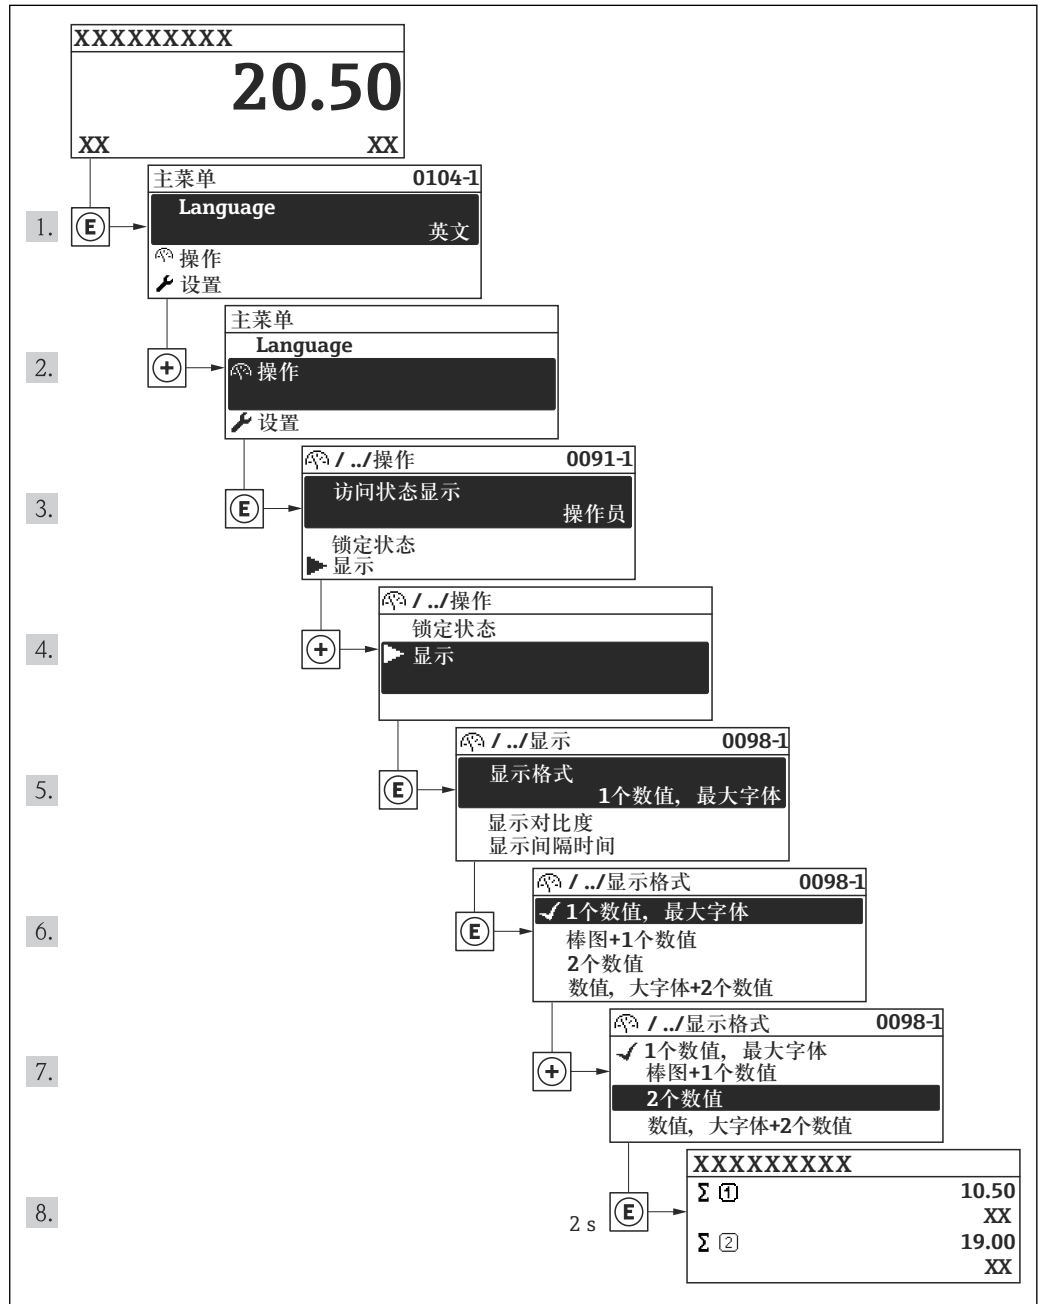 XXXXXXXXX
20.50
XX XX
主菜单 0104-1
Language
英文
1. E
操作
设置
主菜单
Language
2. +
操作
设置
/ ../操作 0091-1
访问状态显示
3. E
操作员
锁定状态
显示
/ ../操作
锁定状态
4. +
显示
/ ../显示 0098-1
显示格式
5. E
1个数值，最大字体
显示对比度
显示间隔时间
/ ../显示格式 0098-1
1个数值，最大字体
6. E
棒图+1个数值
2个数值
数值，大字体+2个数值
/ ../显示格式 0098-1
1个数值，最大字体
7. +
棒图+1个数值
2个数值
数值，大字体+2个数值
XXXXXXXXX
Σ 1 10.50
XX
8. 2 s E
Σ 2 19.00
XX